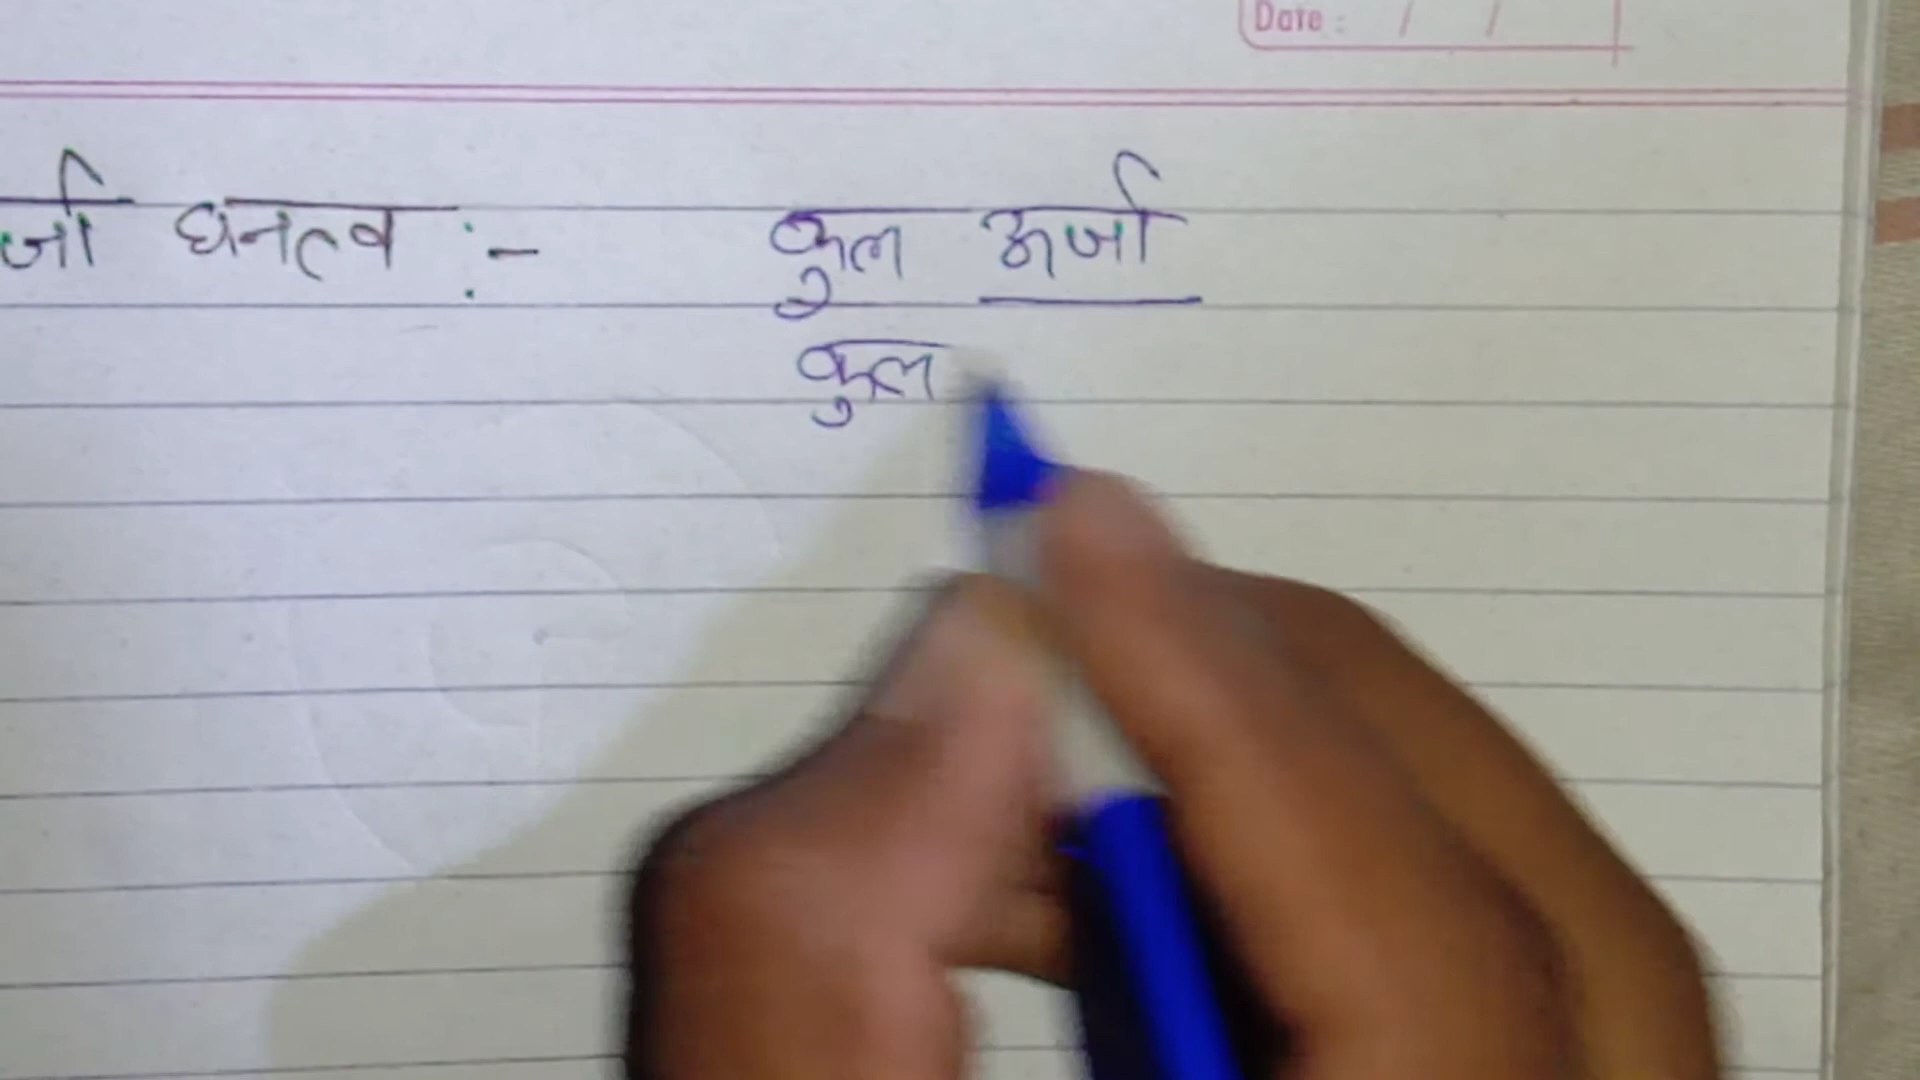 Date : / /
र्जा घनत्व :- कुल ऊर्जा
कुल